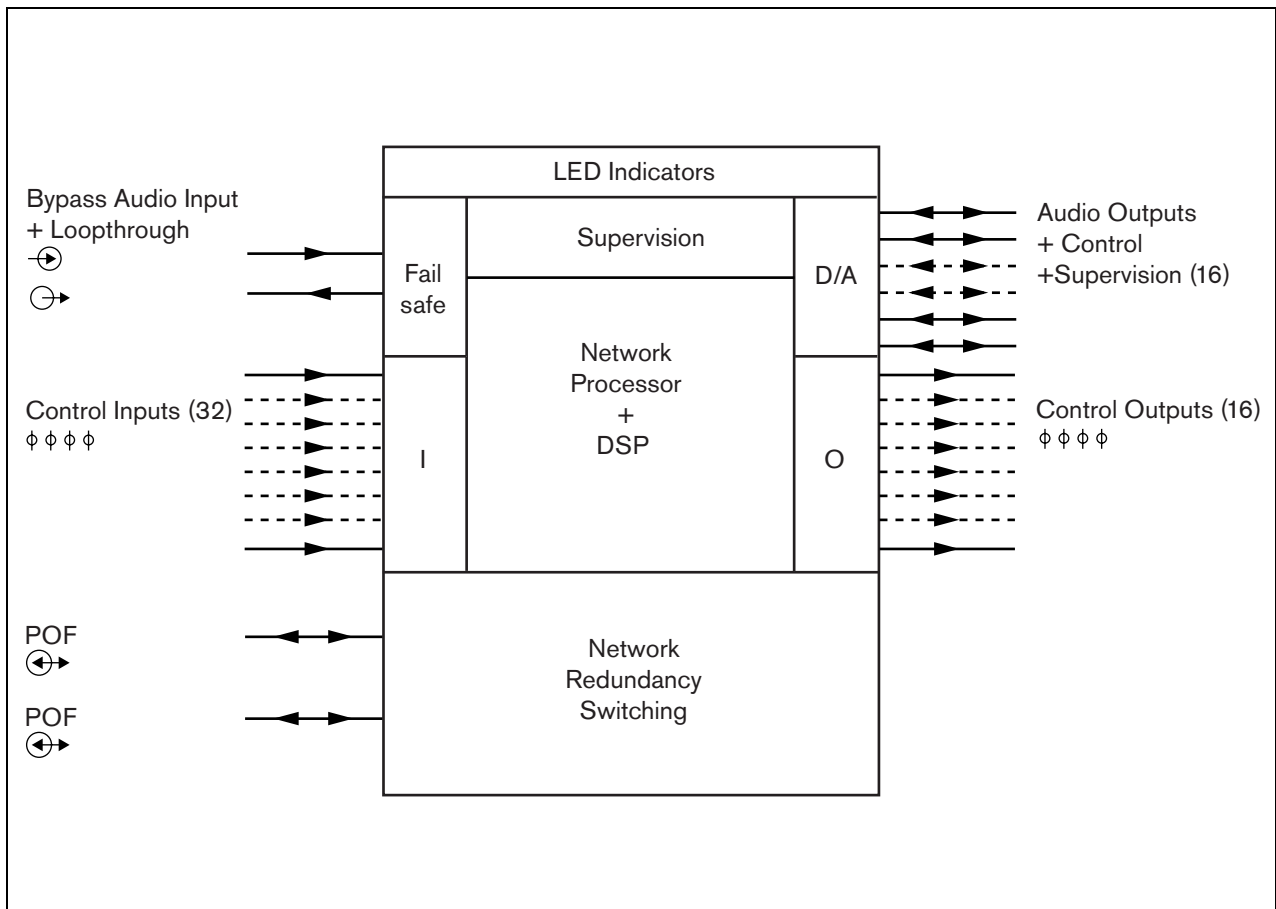 LED Indicators
Bypass Audio Input
+ Loopthrough
Fail
safe
Supervision
D/A
Audio Outputs
+ Control
+Supervision (16)
Control Inputs (32)
I
Network
Processor
+
DSP
O
Control Outputs (16)
POF
POF
Network
Redundancy
Switching